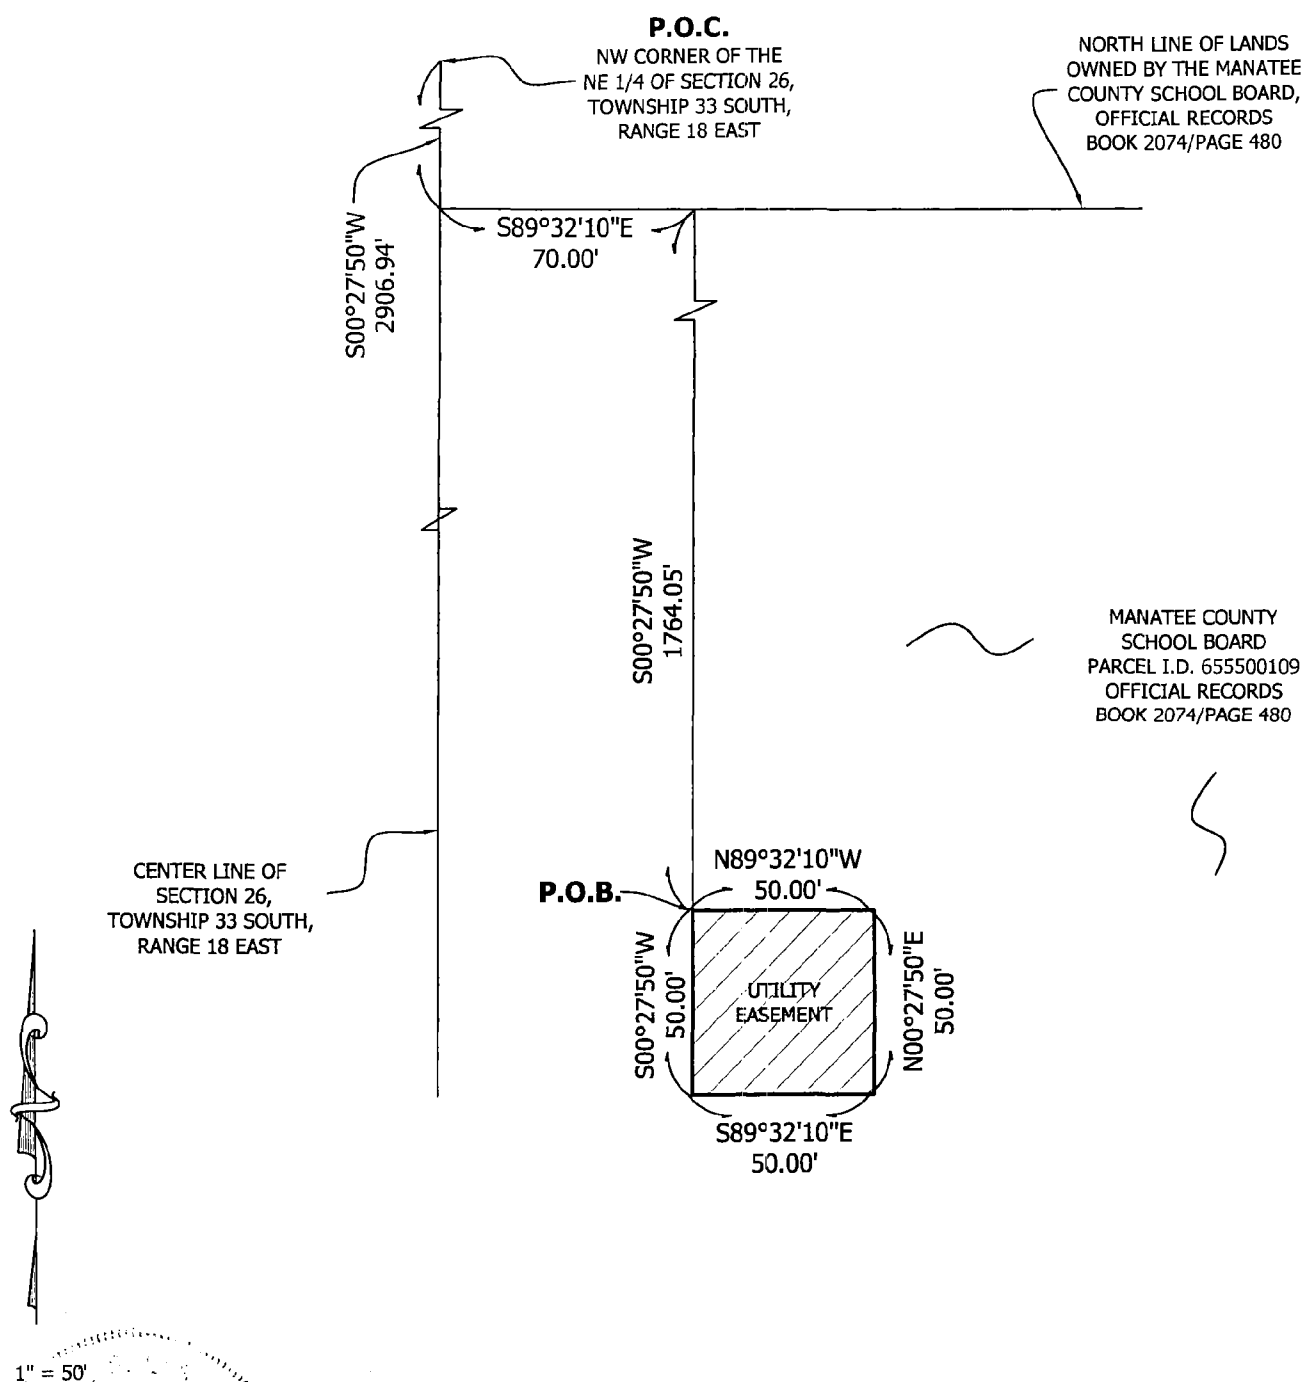 P.O.C.
NW CORNER OF THE
NE 1/4 OF SECTION 26,
TOWNSHIP 33 SOUTH,
RANGE 18 EAST
NORTH LINE OF LANDS
OWNED BY THE MANATEE
COUNTY SCHOOL BOARD,
OFFICIAL RECORDS
BOOK 2074/PAGE 480
S00°27'50"W
2906.94'
S89°32'10"E
70.00'
S00°27'50"W
1764.05'
MANATEE COUNTY
SCHOOL BOARD
PARCEL I.D. 655500109
OFFICIAL RECORDS
BOOK 2074/PAGE 480
CENTER LINE OF
SECTION 26,
TOWNSHIP 33 SOUTH,
RANGE 18 EAST
P.O.B.
N89°32'10"W
50.00'
S00°27'50"W
50.00'
UTILITY
EASEMENT
N00°27'50"E
50.00'
S89°32'10"E
50.00'
1" = 50'